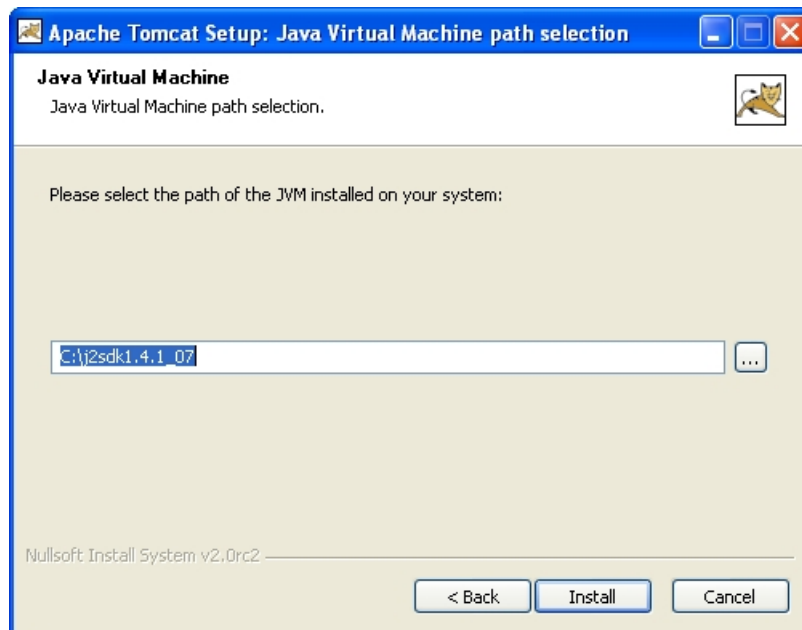 Apache Tomcat Setup: Java Virtual Machine path selection
Java Virtual Machine
Java Virtual Machine path selection.
Please select the path of the JVM installed on your system:
C:\j2sdk1.4.1_07
...
Nullsoft Install System v2.0rc2
< Back Install Cancel